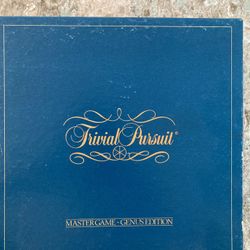 Trivial Pursuit®
MASTER GAME - GENUS EDITION